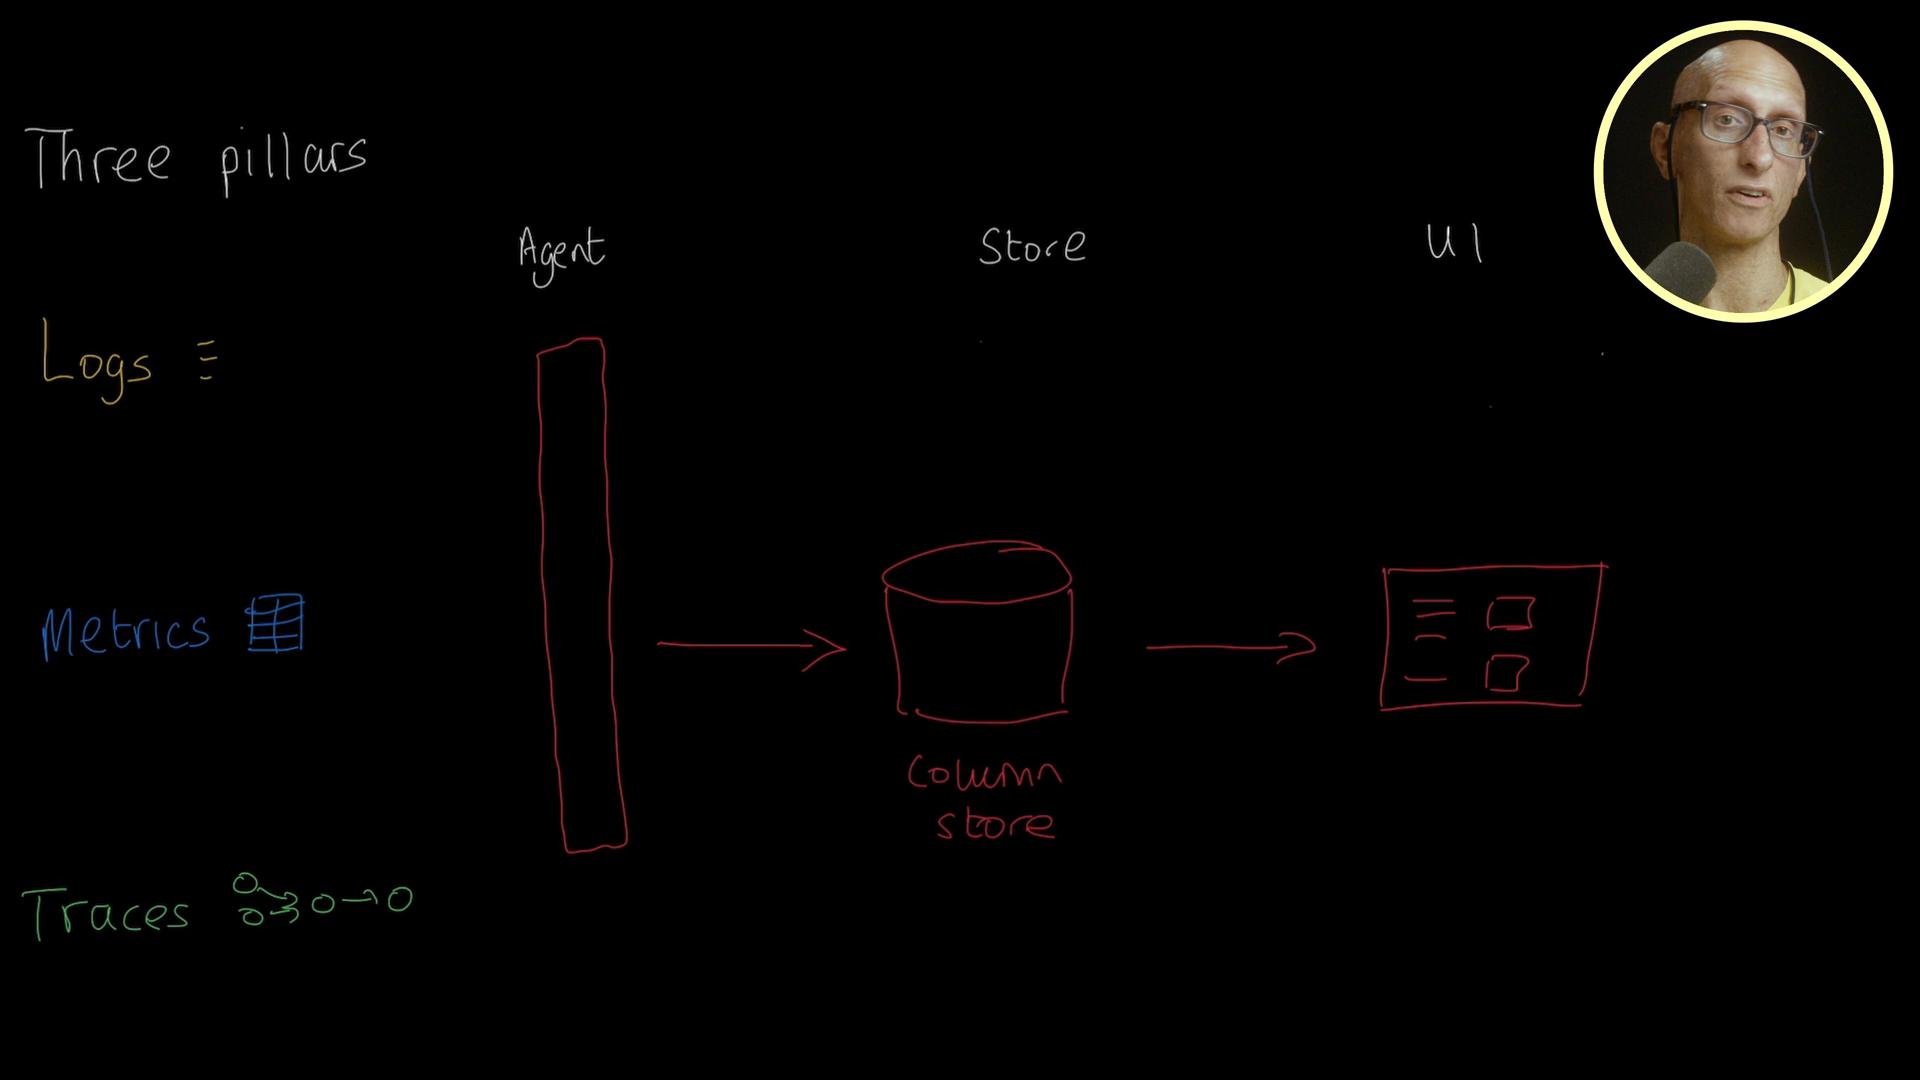 Three pillars
Agent
Store
UI
Logs
Metrics
Column
store
Traces